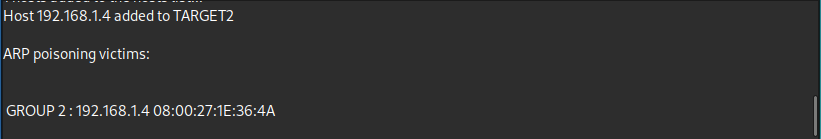 Host 192.168.1.4 added to TARGET2
ARP poisoning victims:
GROUP 2 : 192.168.1.4 08:00:27:1E:36:4A